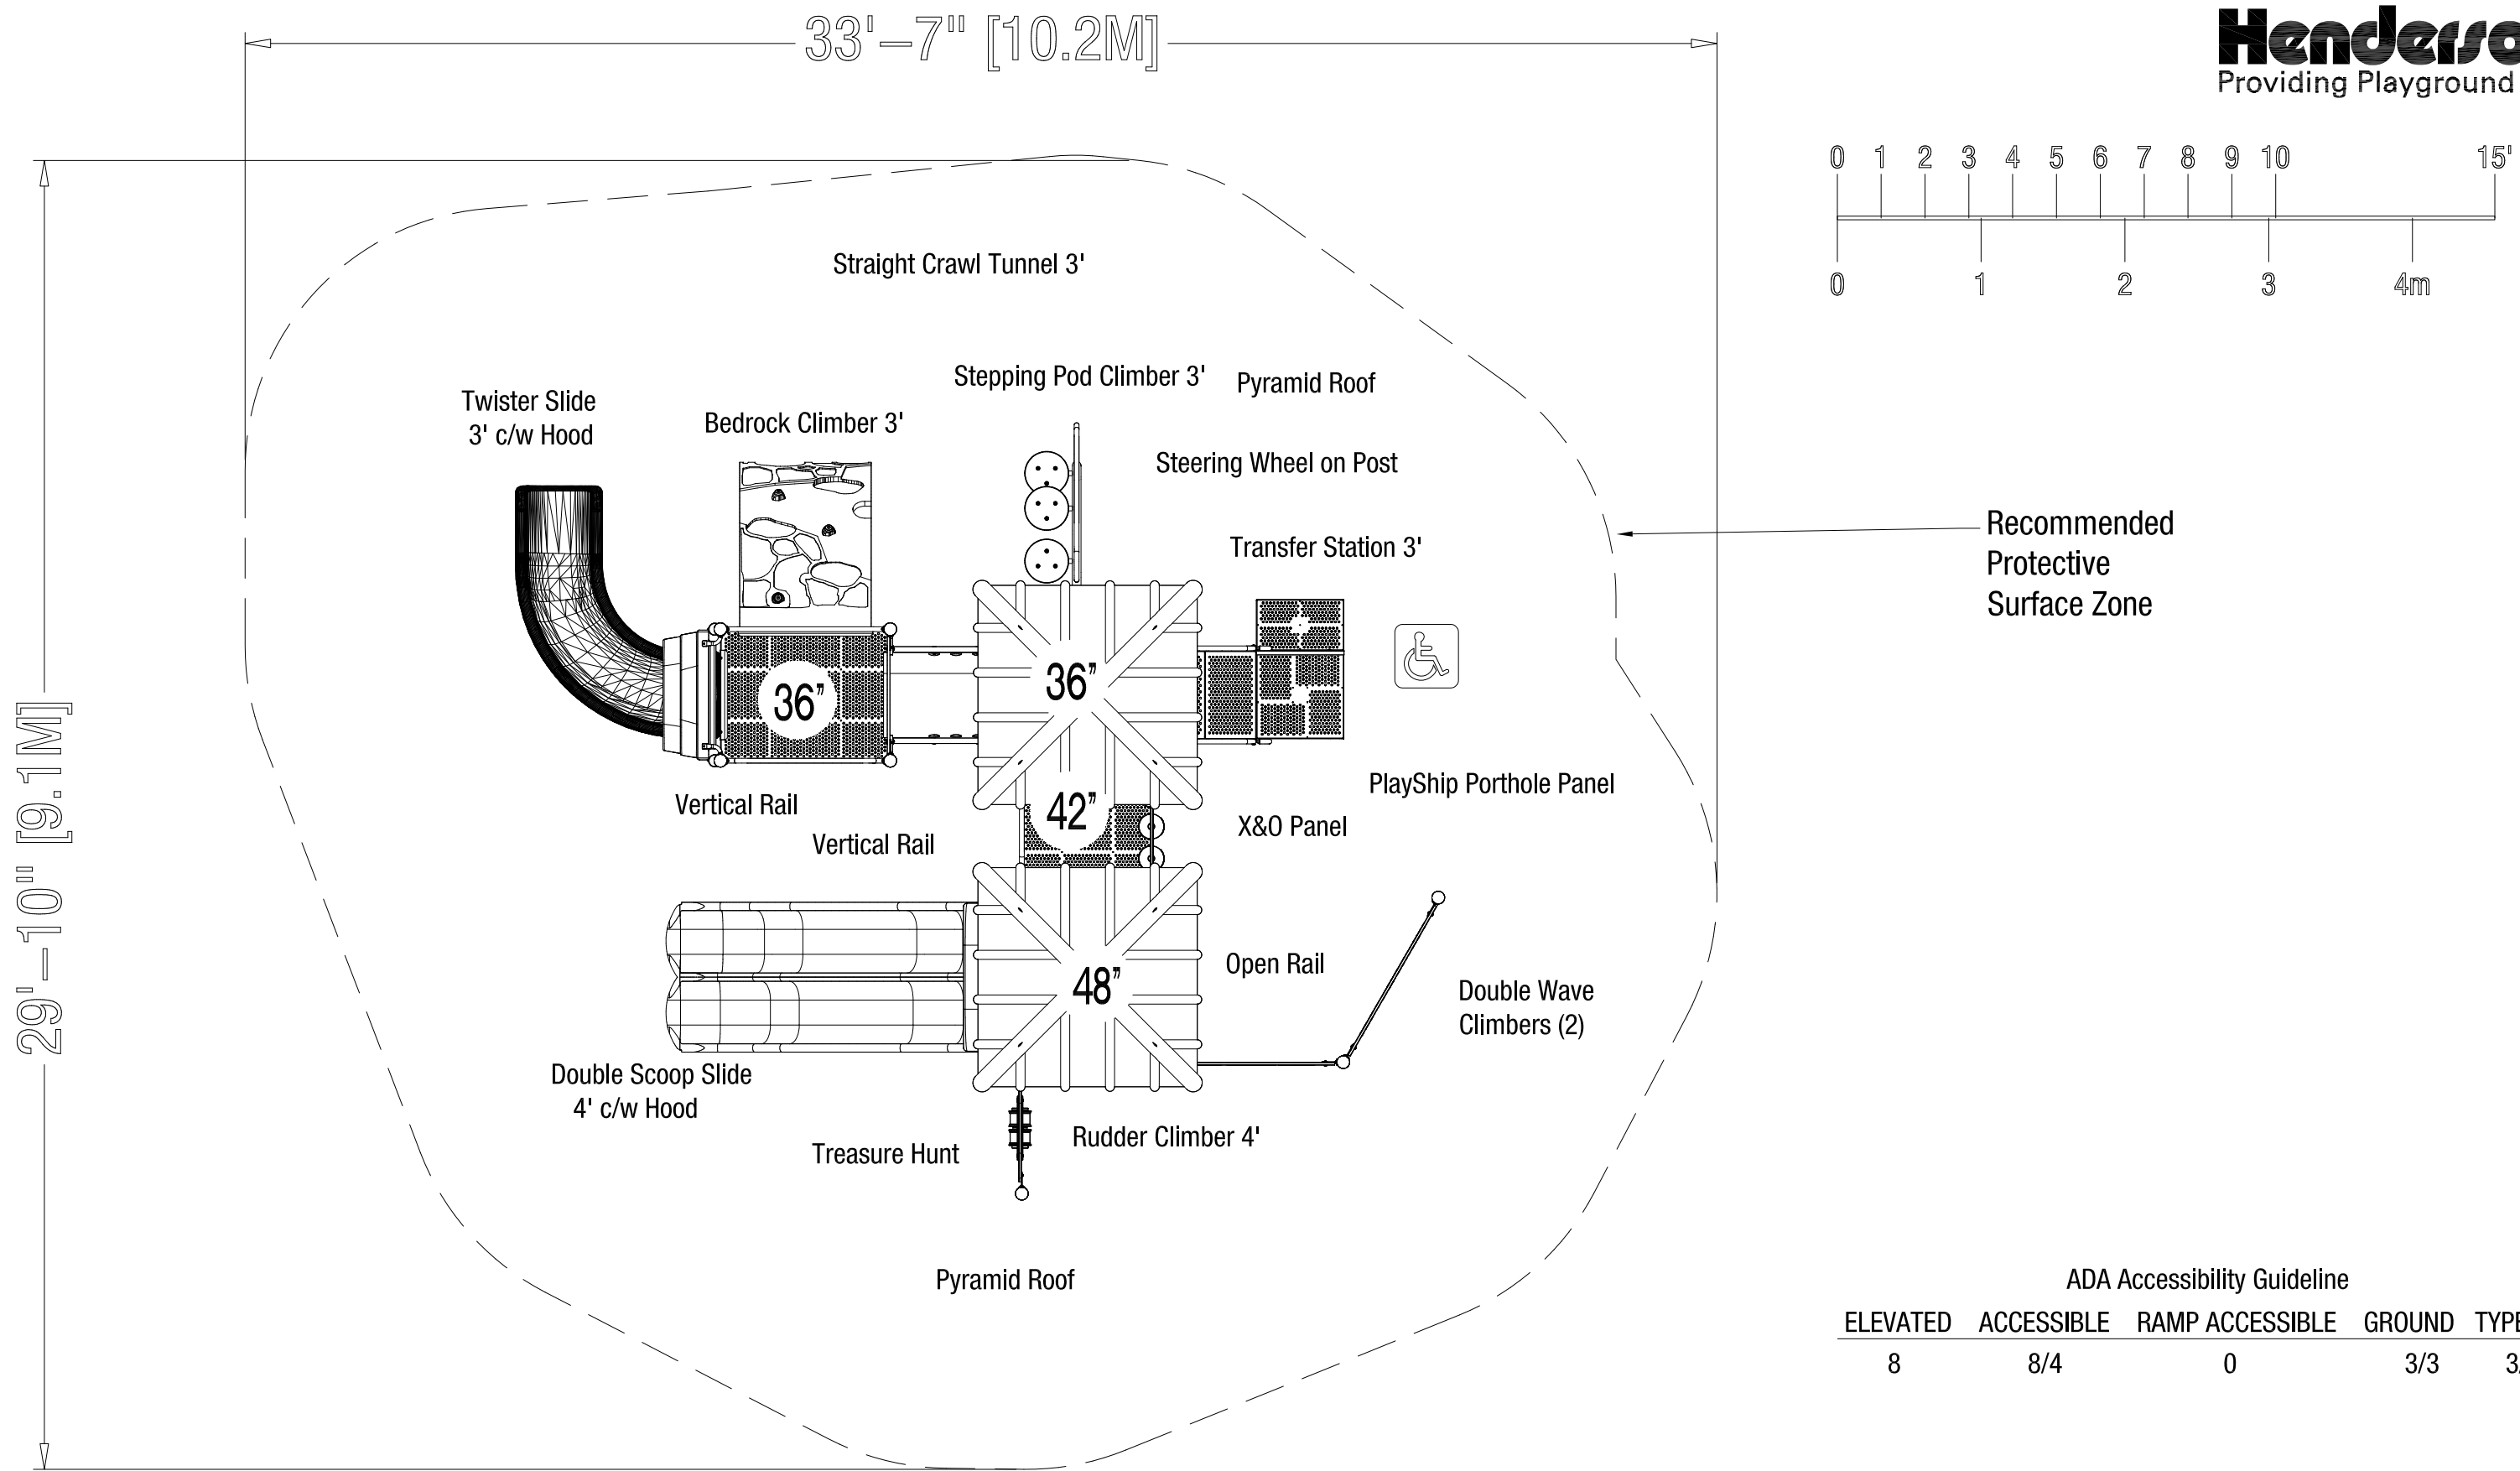 33'–7" [10.2M]
Henderso
Providing Playground
0 1 2 3 4 5 6 7 8 9 10 15'
0 1 2 3 4m
Straight Crawl Tunnel 3'
Stepping Pod Climber 3'
Pyramid Roof
Twister Slide
3' c/w Hood
Bedrock Climber 3'
Steering Wheel on Post
Transfer Station 3'
Recommended
Protective
Surface Zone
36"
36"
29'–10" [9.1M]
Vertical Rail
42"
PlayShip Porthole Panel
Vertical Rail
X&O Panel
48"
Open Rail
Double Wave
Climbers (2)
Double Scoop Slide
4' c/w Hood
Treasure Hunt
Rudder Climber 4'
Pyramid Roof
ADA Accessibility Guideline
ELEVATED ACCESSIBLE RAMP ACCESSIBLE GROUND TYPE
8 8/4 0 3/3 3